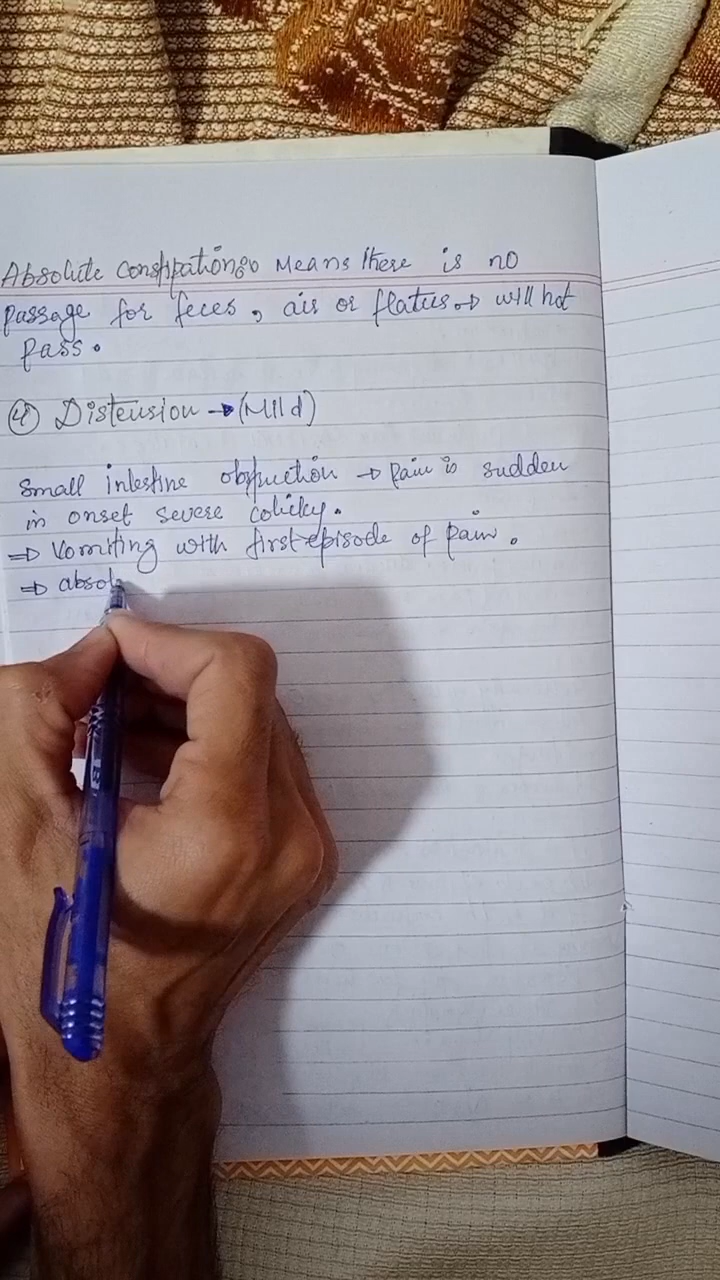 Absolute constipation:o Means there is no
passage for feces, air or flatus → will not
pass.
④ Distension → (Mild)
Small intestine obstruction → Pain is sudden
in onset severe colicky.
⇒ Vomiting with first episode of pain.
⇒ absol